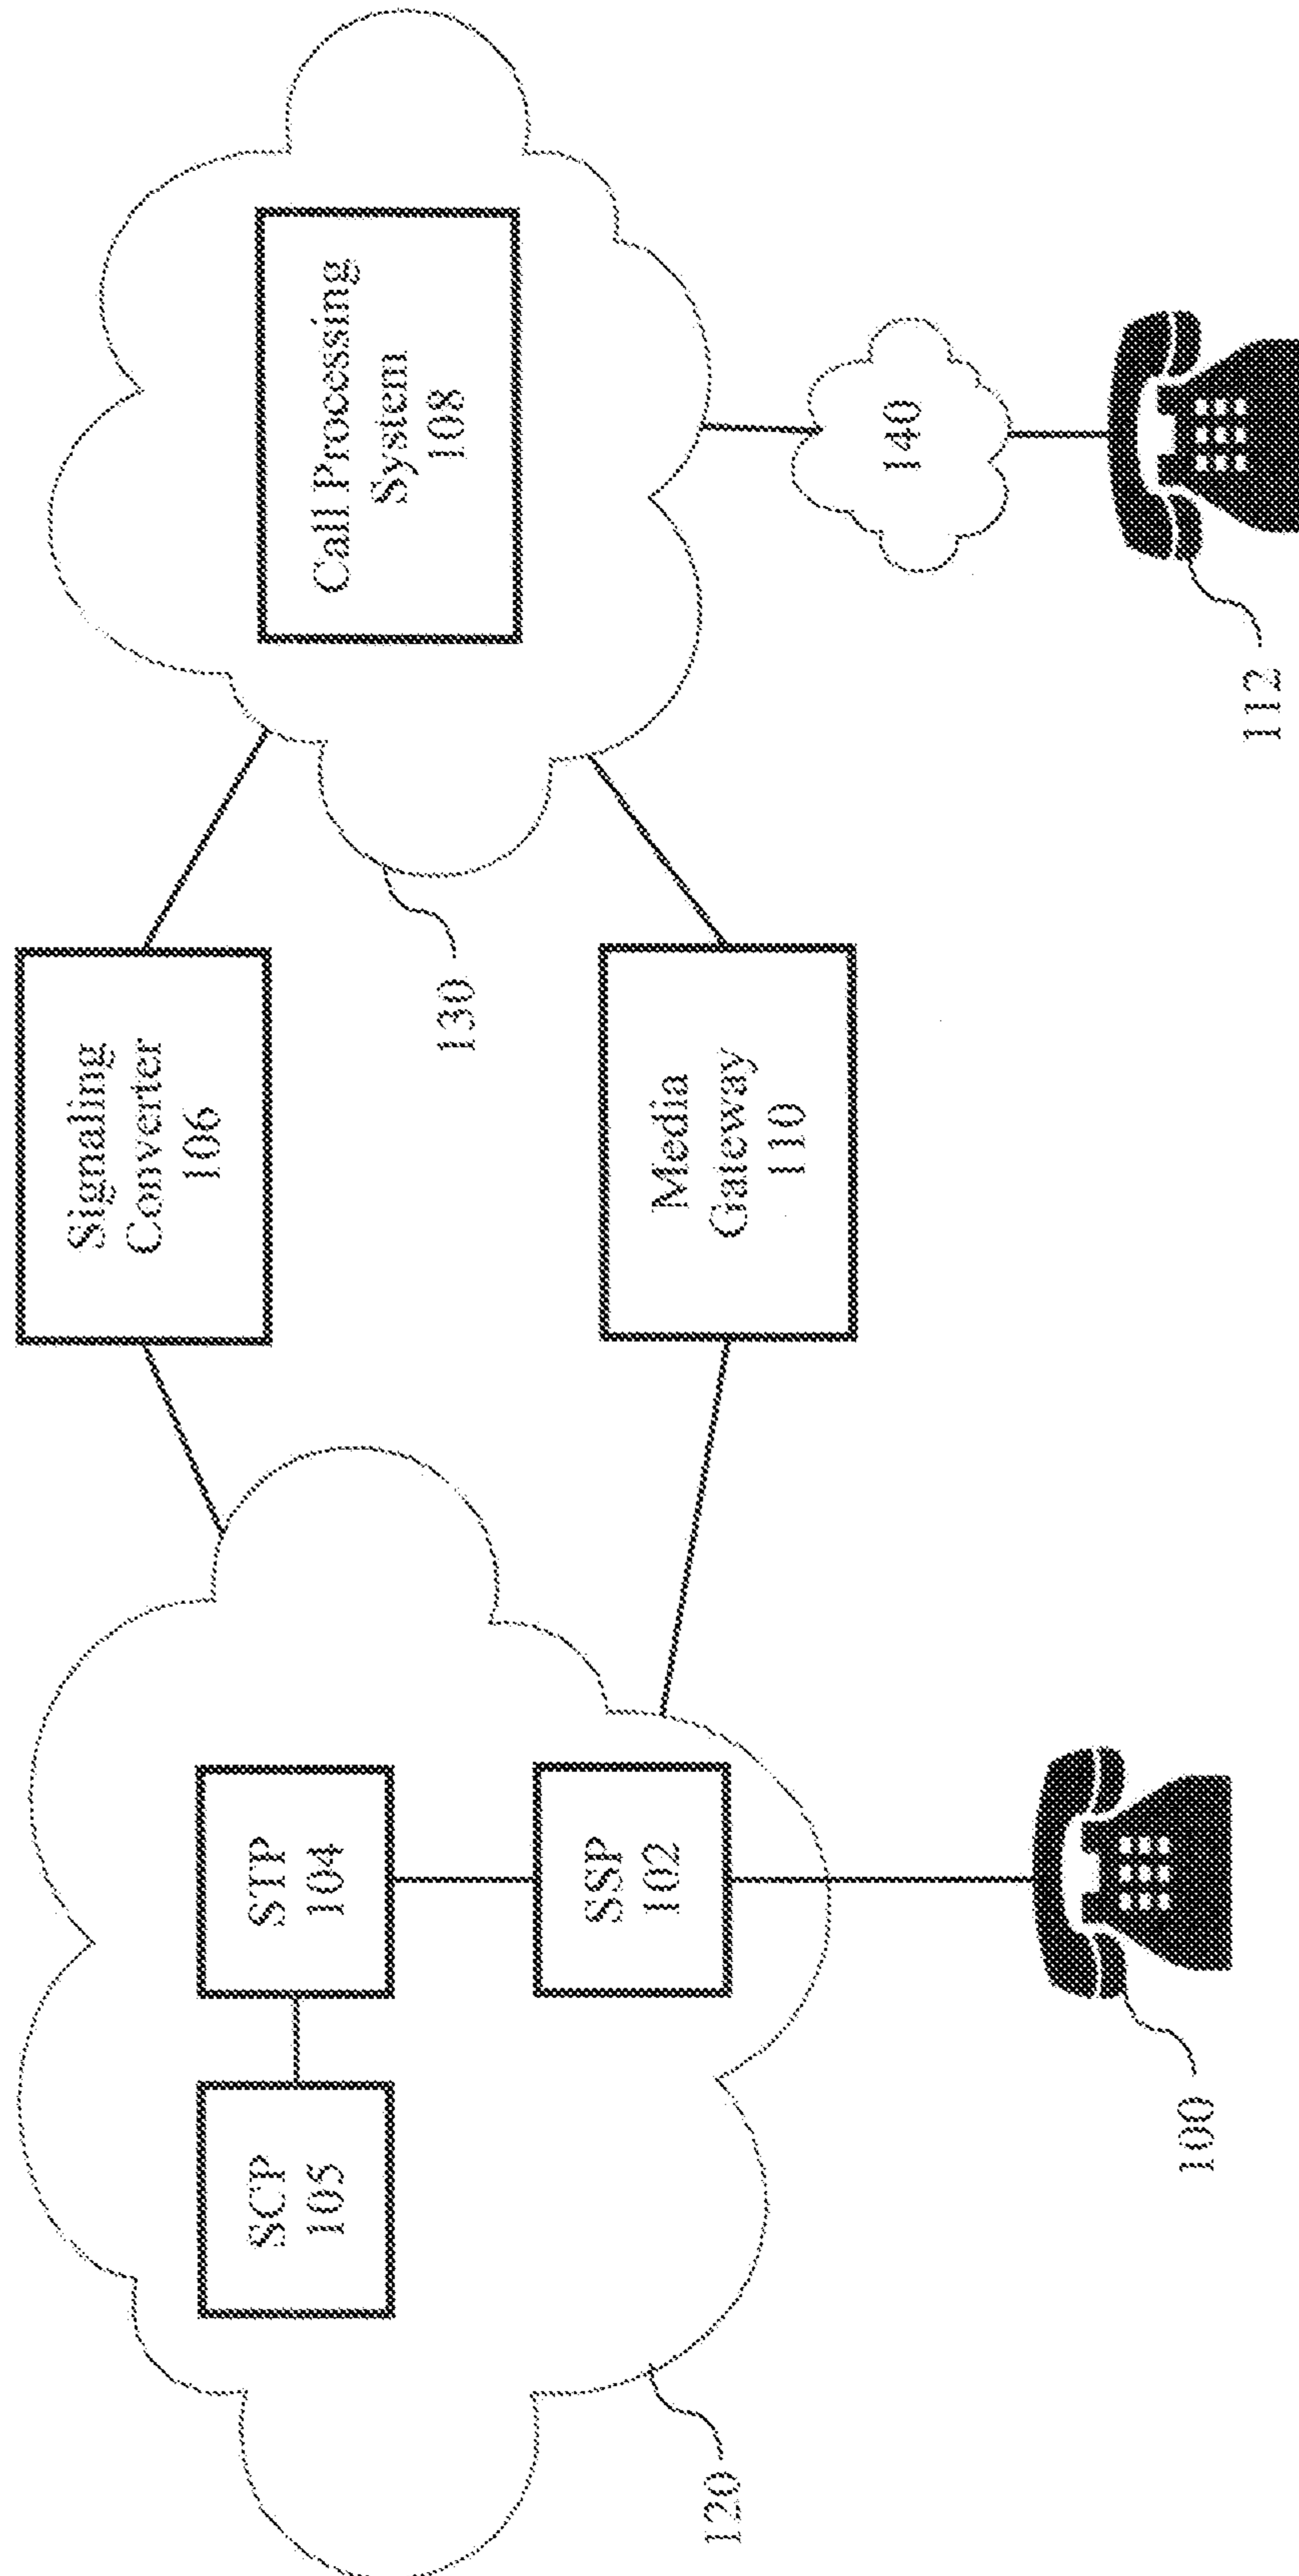 Signaling
Converter
106
Call Processing
System
108
SCP
105
STP
104
130
SSP
102
Media
Gateway
110
120
140
100
112